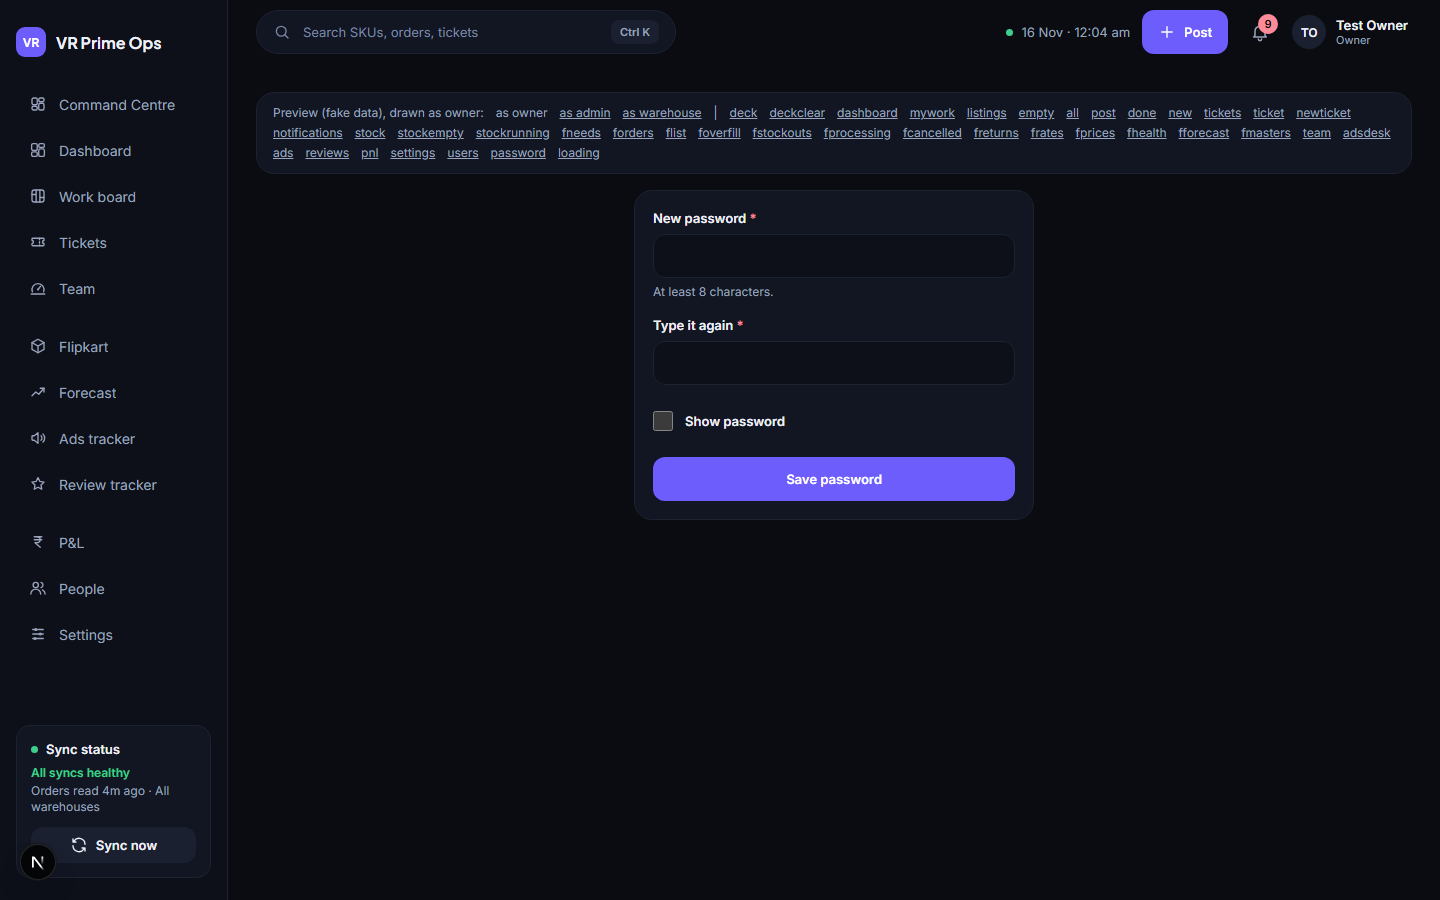 VR
VR Prime Ops
Search SKUs, orders, tickets
Ctrl K
16 Nov · 12:04 am
Post
9
TO
Test Owner
Owner
Command Centre
Dashboard
Work board
Tickets
Team
Flipkart
Forecast
Ads tracker
Review tracker
P&L
People
Settings
Sync status
All syncs healthy
Orders read 4m ago · All
warehouses
Sync now
N
Preview (fake data), drawn as owner: as owner as admin as warehouse | deck deckclear dashboard mywork listings empty all post done new tickets ticket newticket
notifications stock stockempty stockrunning fneeds forders flist foverfill fstockouts fprocessing fcancelled freturns frates fprices fhealth fforecast fmasters team adsdesk
ads reviews pnl settings users password loading
New password *
At least 8 characters.
Type it again *
Show password
Save password